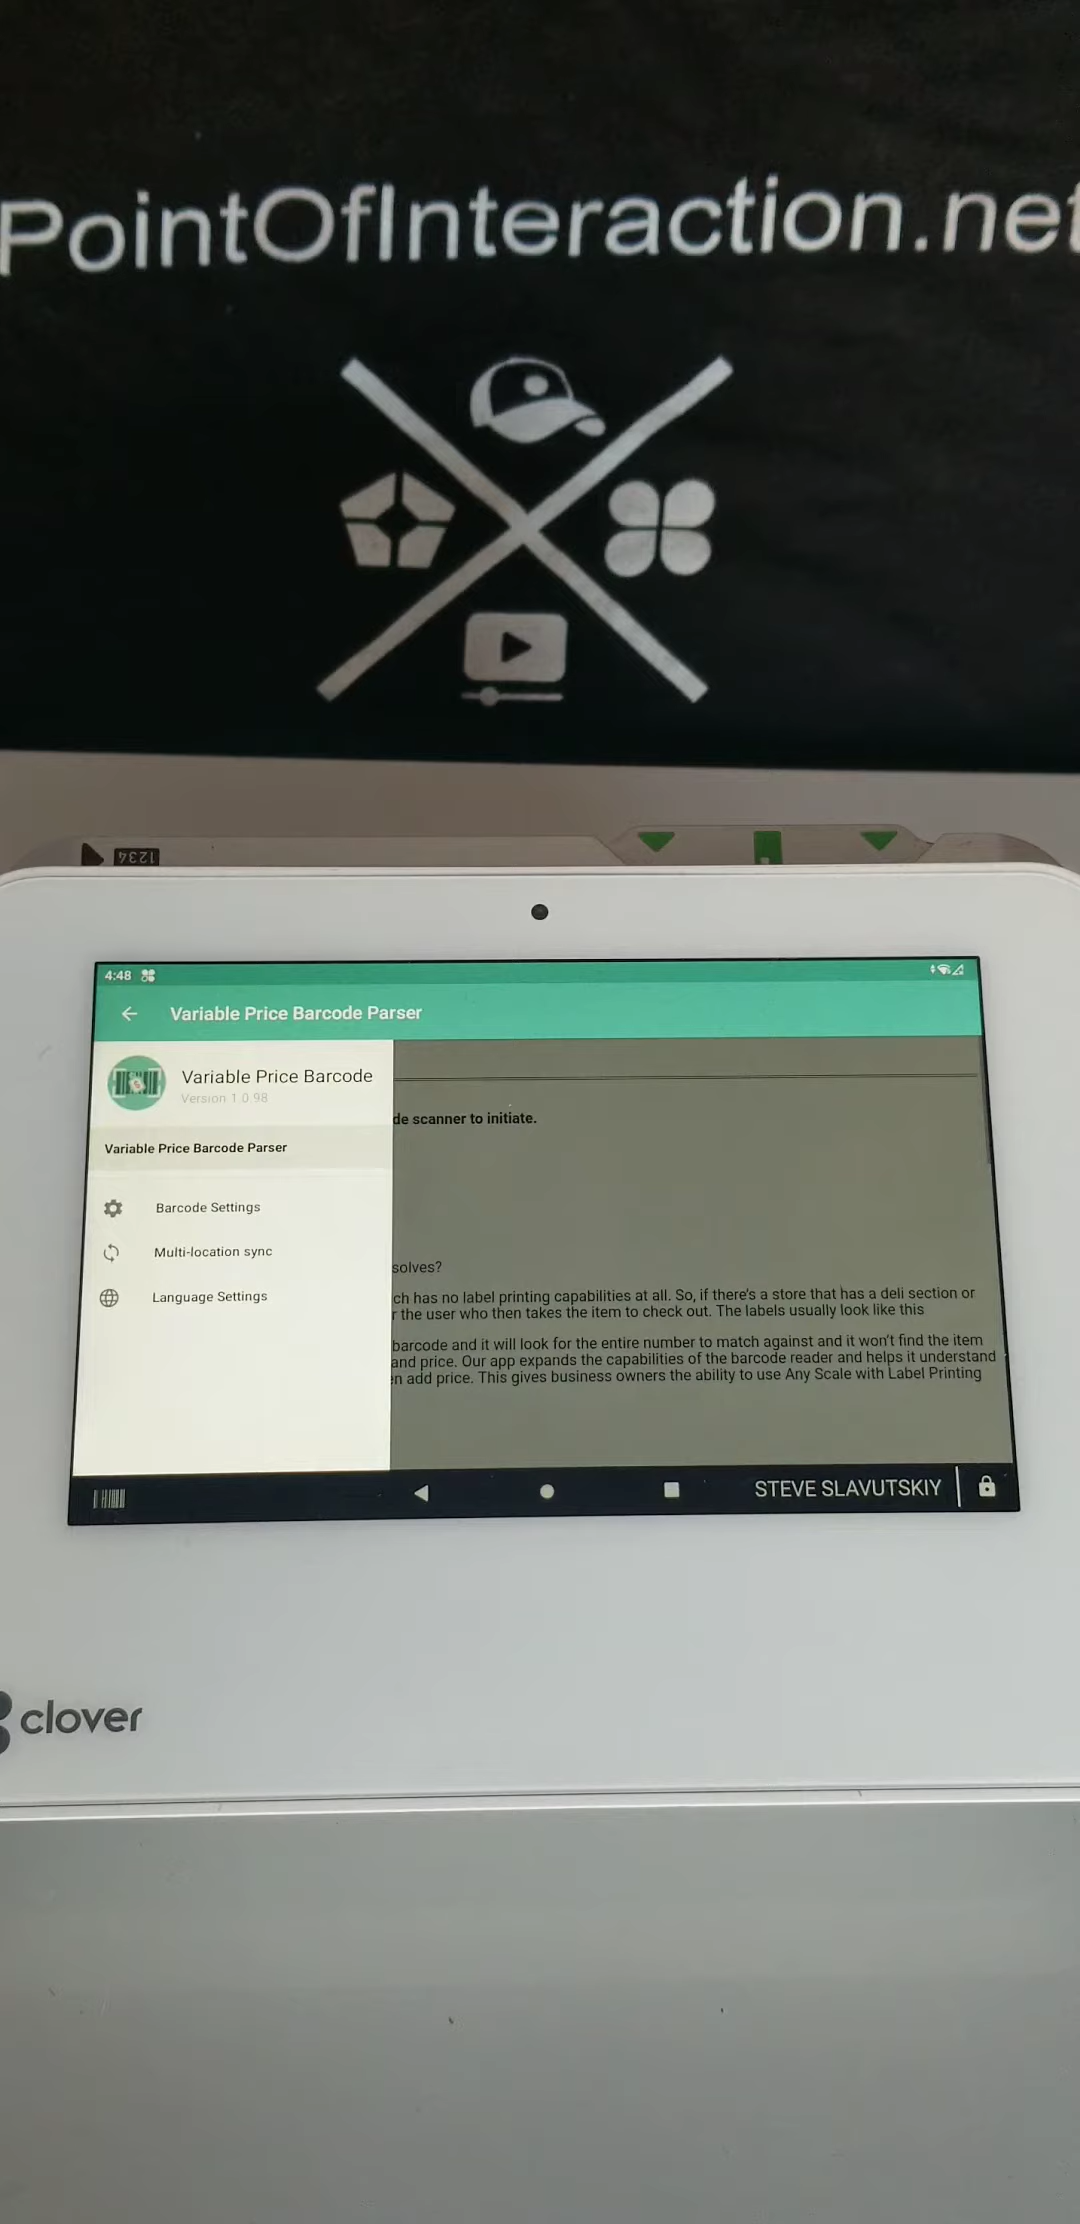 PointOfInteraction.net
1234
4:48
Variable Price Barcode Parser
Variable Price Barcode
Version 1.0.98
Variable Price Barcode Parser
Barcode Settings
Multi-location sync
Language Settings
de scanner to initiate.
solves?
ch has no label printing capabilities at all. So, if there's a store that has a deli section or
r the user who then takes the item to check out. The labels usually look like this
barcode and it will look for the entire number to match against and it won't find the item
and price. Our app expands the capabilities of the barcode reader and helps it understand
n add price. This gives business owners the ability to use Any Scale with Label Printing
STEVE SLAVUTSKIY
clover